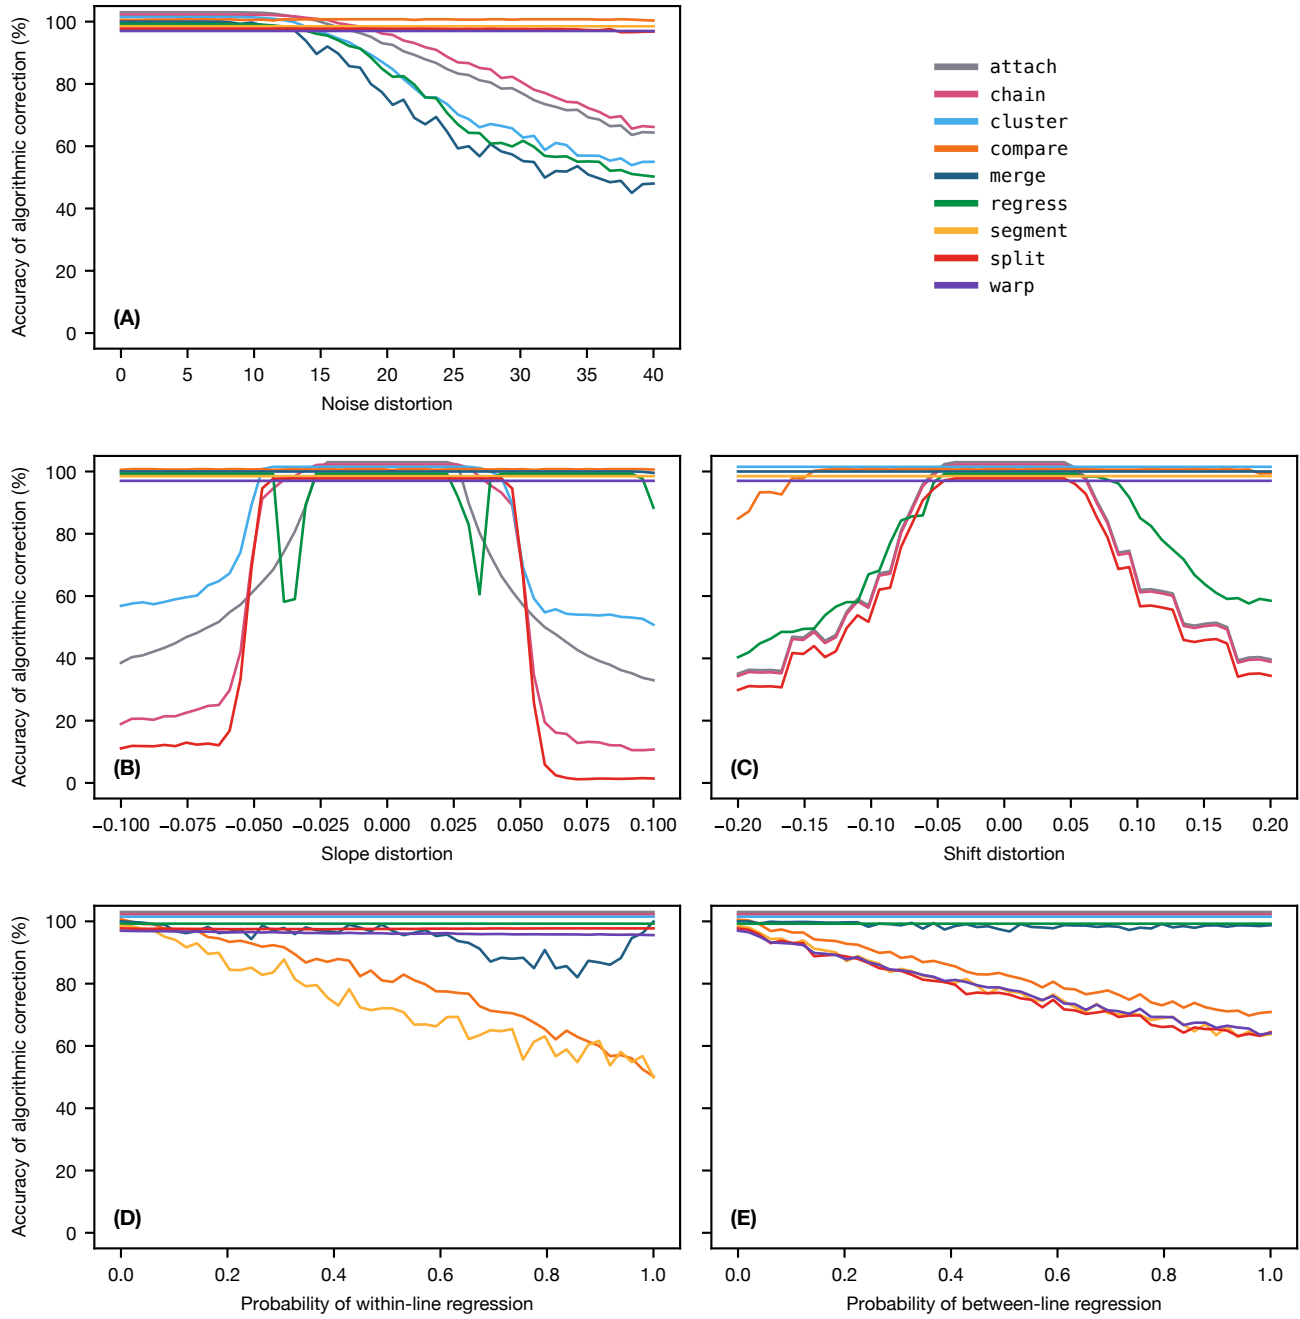 Accuracy of algorithmic correction (%)
100
80
60
40
20
0
(A)
0 5 10 15 20 25 30 35 40
Noise distortion
attach
chain
cluster
compare
merge
regress
segment
split
warp
Accuracy of algorithmic correction (%)
100
80
60
40
20
0
(B)
−0.100 −0.075 −0.050 −0.025 0.000 0.025 0.050 0.075 0.100
Slope distortion
(C)
−0.20 −0.15 −0.10 −0.05 0.00 0.05 0.10 0.15 0.20
Shift distortion
Accuracy of algorithmic correction (%)
100
80
60
40
20
0
(D)
0.0 0.2 0.4 0.6 0.8 1.0
Probability of within-line regression
(E)
0.0 0.2 0.4 0.6 0.8 1.0
Probability of between-line regression